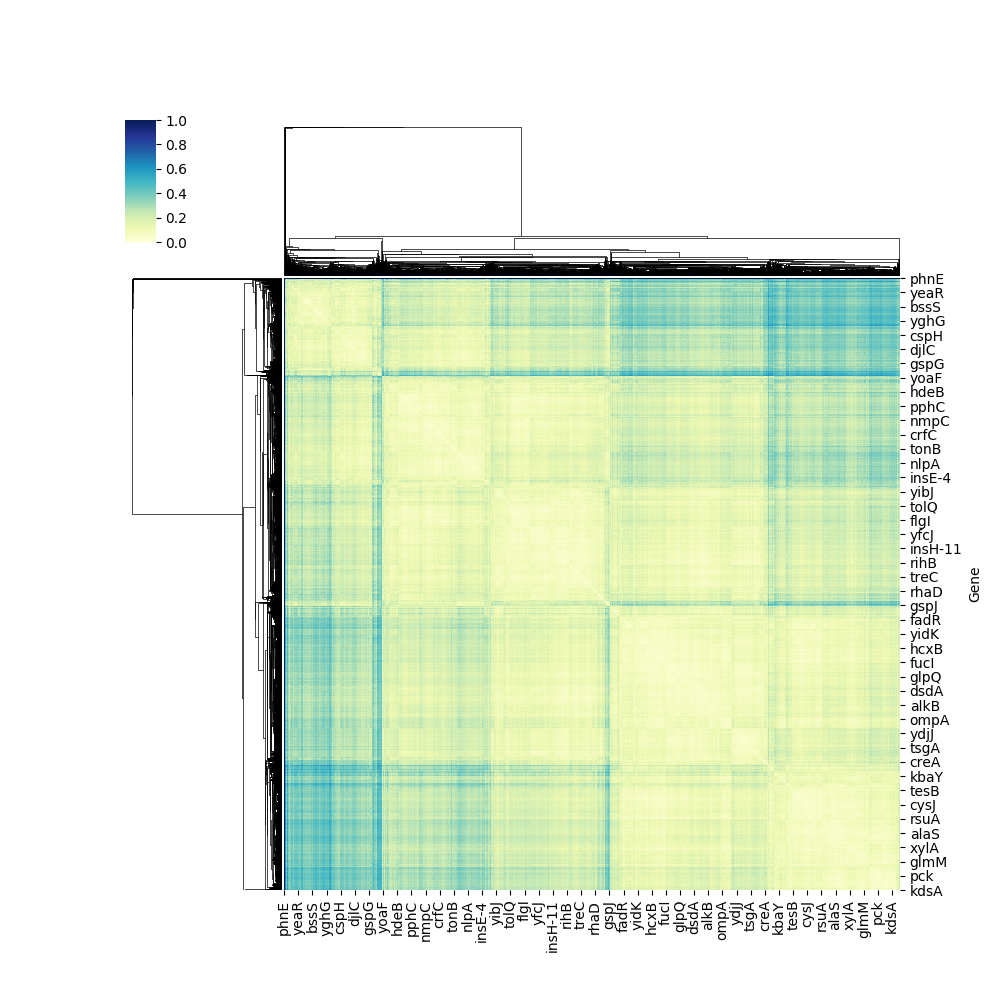 1.0
0.8
0.6
0.4
0.2
0.0
phnE
yeaR
bssS
yghG
cspH
djlC
gspG
yoaF
hdeB
pphC
nmpC
crfC
tonB
nlpA
insE-4
yibJ
tolQ
flgI
yfcJ
insH-11
rihB
treC
rhaD
gspJ
fadR
yidK
hcxB
fucI
glpQ
dsdA
alkB
ompA
ydjJ
tsgA
creA
kbaY
tesB
cysJ
rsuA
alaS
xylA
glmM
pck
kdsA
Gene
phnE
yeaR
bssS
yghG
cspH
djlC
gspG
yoaF
hdeB
pphC
nmpC
crfC
tonB
nlpA
insE-4
yibJ
tolQ
flgI
yfcJ
insH-11
rihB
treC
rhaD
gspJ
fadR
yidK
hcxB
fucI
glpQ
dsdA
alkB
ompA
ydjJ
tsgA
creA
kbaY
tesB
cysJ
rsuA
alaS
xylA
glmM
pck
kdsA